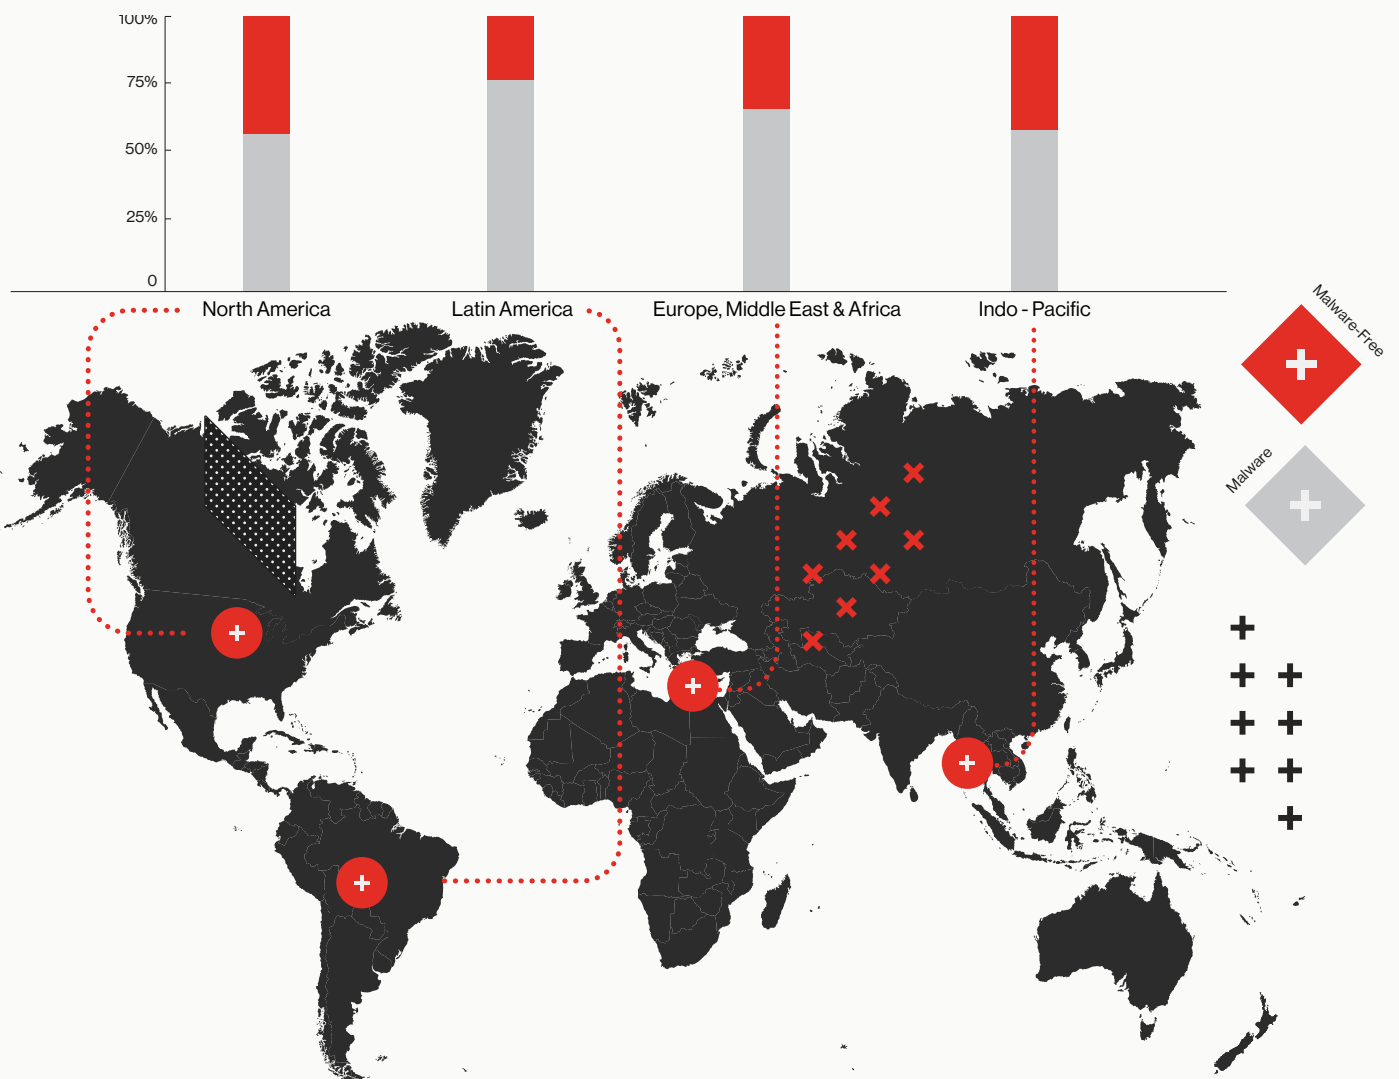 100%
75%
50%
25%
0
North America
Latin America
Europe, Middle East & Africa
Indo - Pacific
Malware-Free
Malware